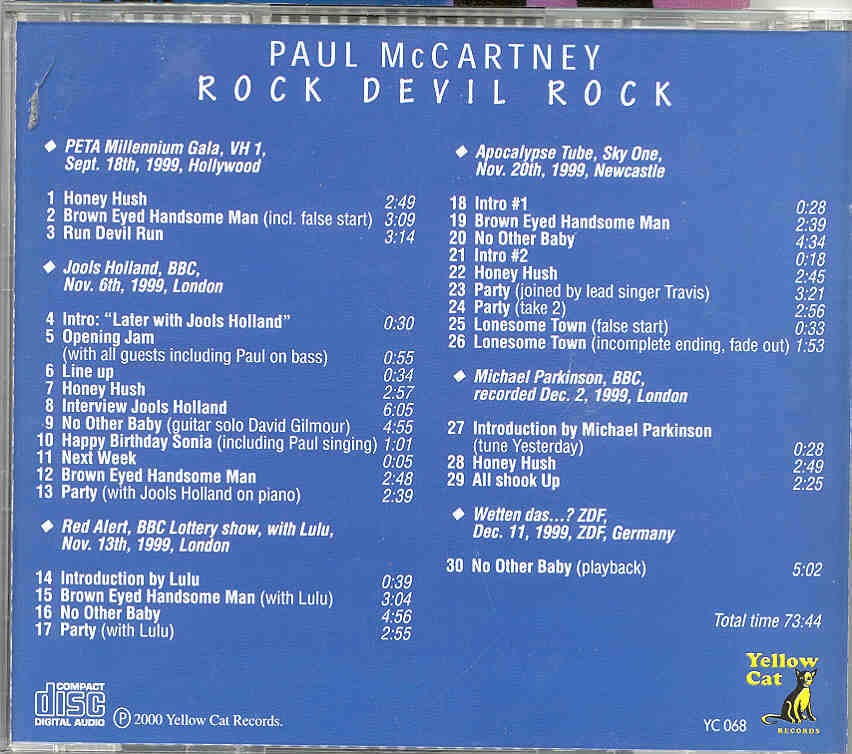 PAUL McCARTNEY
ROCK DEVIL ROCK
◆ PETA Millennium Gala, VH 1,
Sept. 18th, 1999, Hollywood
1 Honey Hush 2:49
2 Brown Eyed Handsome Man (incl. false start) 3:09
3 Run Devil Run 3:14
◆ Jools Holland, BBC,
Nov. 6th, 1999, London
4 Intro: “Later with Jools Holland” 0:30
5 Opening Jam
(with all guests including Paul on bass) 0:55
6 Line up 0:34
7 Honey Hush 2:57
8 Interview Jools Holland 6:05
9 No Other Baby (guitar solo David Gilmour) 4:55
10 Happy Birthday Sonia (including Paul singing) 1:01
11 Next Week 0:05
12 Brown Eyed Handsome Man 2:48
13 Party (with Jools Holland on piano) 2:39
◆ Red Alert, BBC Lottery show, with Lulu,
Nov. 13th, 1999, London
14 Introduction by Lulu 0:39
15 Brown Eyed Handsome Man (with Lulu) 3:04
16 No Other Baby 4:56
17 Party (with Lulu) 2:55
◆ Apocalypse Tube, Sky One,
Nov. 20th, 1999, Newcastle
18 Intro #1 0:28
19 Brown Eyed Handsome Man 2:39
20 No Other Baby 4:34
21 Intro #2 0:18
22 Honey Hush 2:45
23 Party (joined by lead singer Travis) 3:21
24 Party (take 2) 2:56
25 Lonesome Town (false start) 0:33
26 Lonesome Town (incomplete ending, fade out) 1:53
◆ Michael Parkinson, BBC,
recorded Dec. 2, 1999, London
27 Introduction by Michael Parkinson
(tune Yesterday) 0:28
28 Honey Hush 2:49
29 All shook Up 2:25
◆ Wetten das...? ZDF,
Dec. 11, 1999, ZDF, Germany
30 No Other Baby (playback) 5:02
Total time 73:44
COMPACT
disc
DIGITAL AUDIO
Ⓟ 2000 Yellow Cat Records.
YC 068
Yellow
Cat
RECORDS